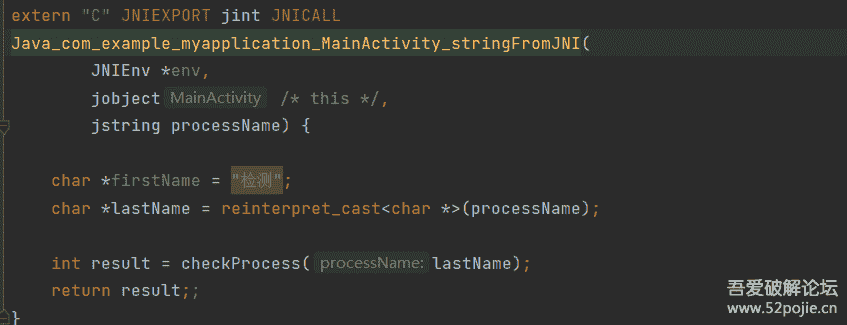 extern "C" JNIEXPORT jint JNICALL
Java_com_example_myapplication_MainActivity_stringFromJNI(
        JNIEnv *env,
        jobject MainActivity /* this */,
        jstring processName) {
    char *firstName = "检测";
    char *lastName = reinterpret_cast<char *>(processName);
    int result = checkProcess( processName: lastName);
    return result;;
}
吾爱破解论坛
www.52pojie.cn